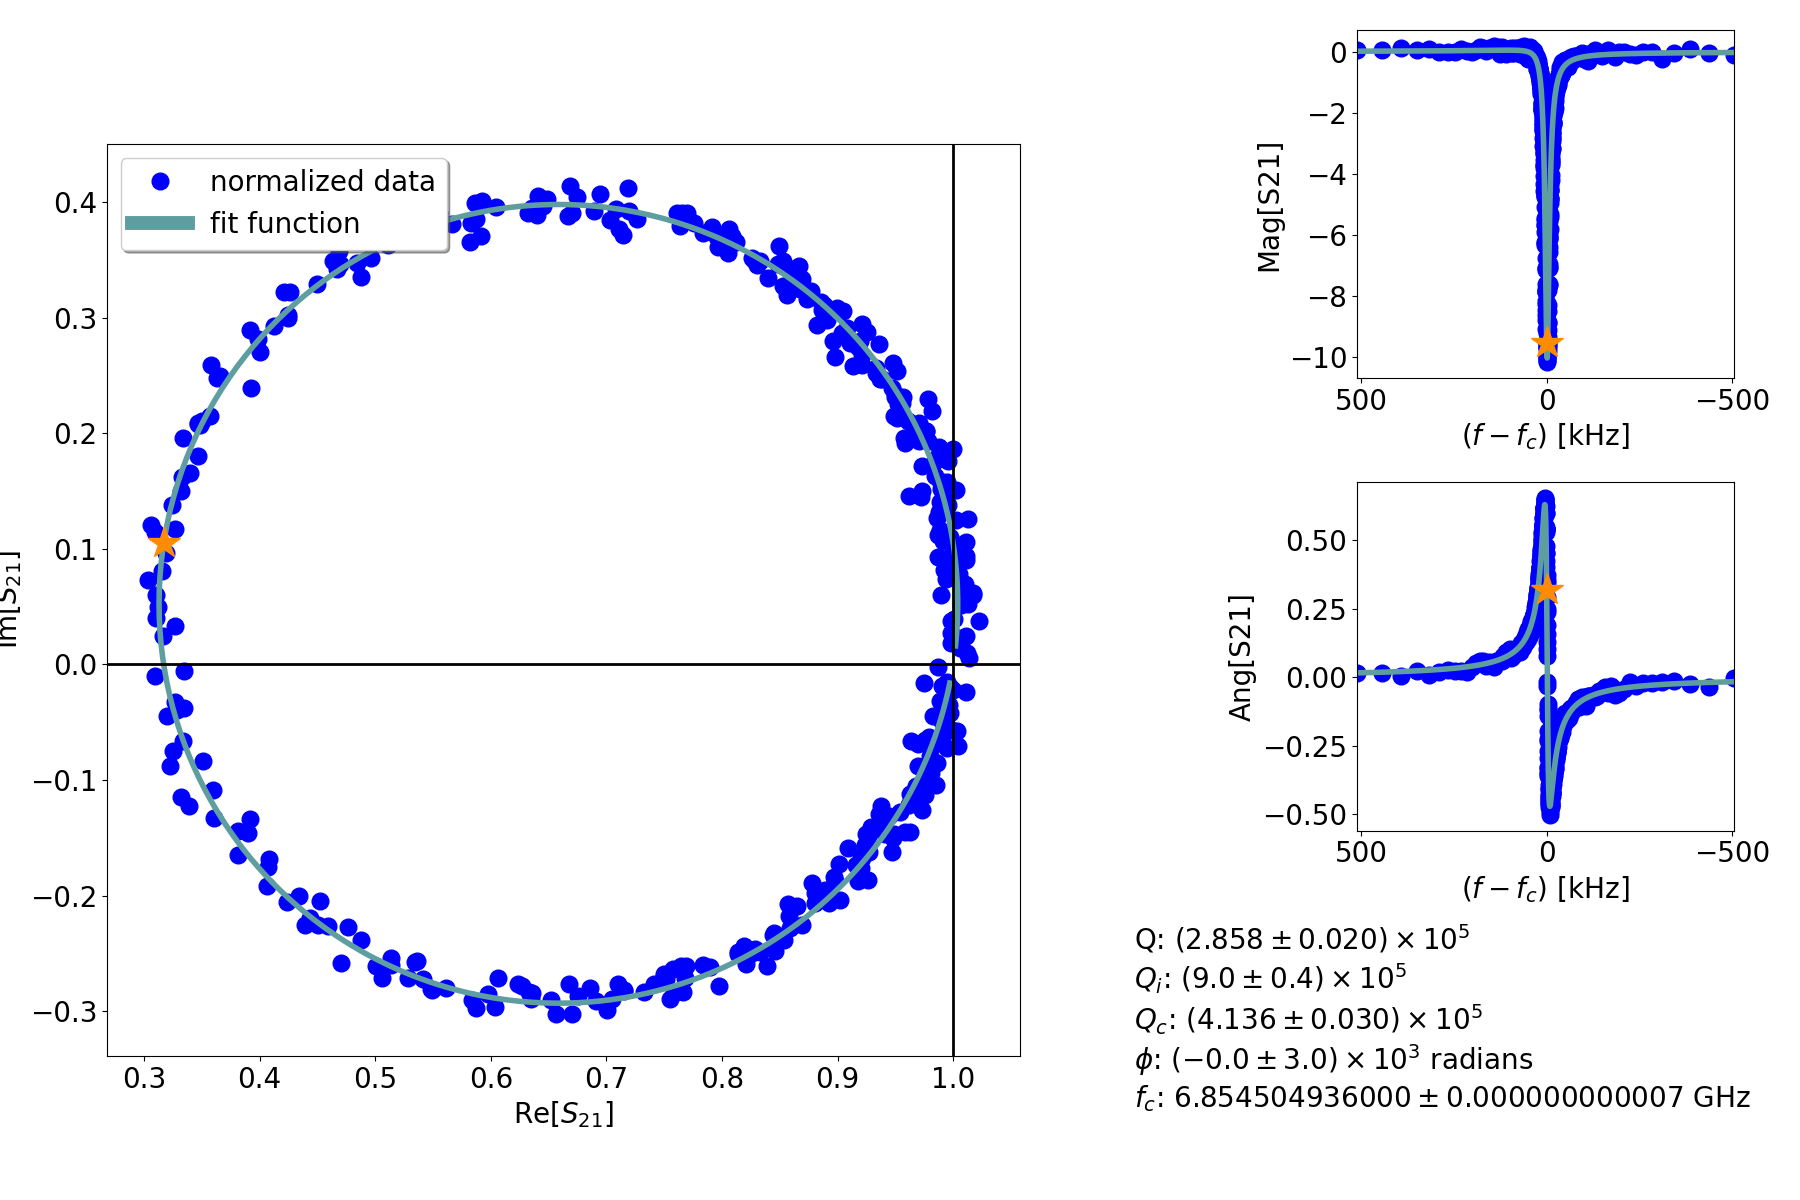 normalized data
fit function
0.4
0.3
0.2
0.1
0.0
−0.1
−0.2
−0.3
Im[S21]
0.3 0.4 0.5 0.6 0.7 0.8 0.9 1.0
Re[S21]
0
−2
−4
−6
−8
−10
Mag[S21]
500 0 −500
(f − fc) [kHz]
0.50
0.25
0.00
−0.25
−0.50
Ang[S21]
500 0 −500
(f − fc) [kHz]
Q: (2.858 ± 0.020) × 10^5
Qi: (9.0 ± 0.4) × 10^5
Qc: (4.136 ± 0.030) × 10^5
ϕ: (−0.0 ± 3.0) × 10^3 radians
fc: 6.854504936000 ± 0.000000000007 GHz